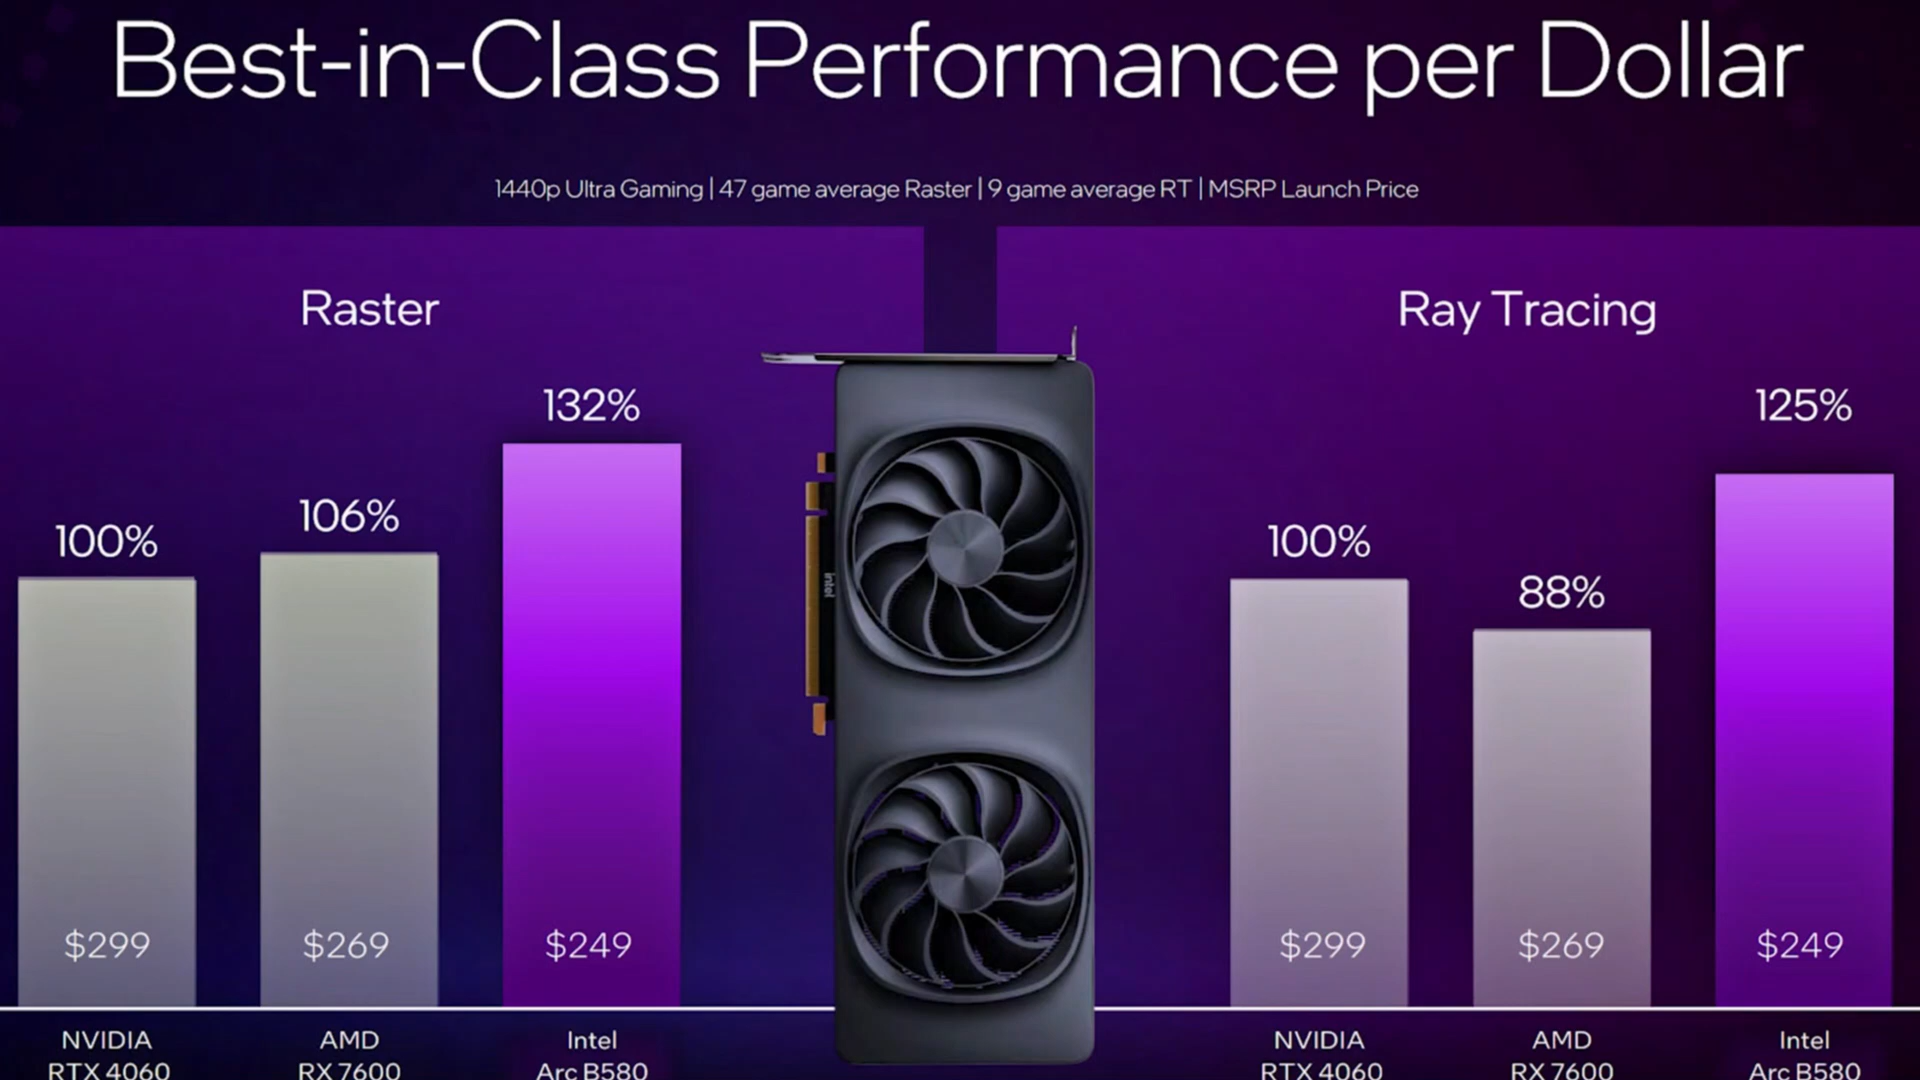 Best-in-Class Performance per Dollar
1440p Ultra Gaming | 47 game average Raster | 9 game average RT | MSRP Launch Price
Raster
132%
106%
100%
$299
$269
$249
NVIDIA
RTX 4060
AMD
RX 7600
Intel
Arc B580
intel
Ray Tracing
125%
100%
88%
$299
$269
$249
NVIDIA
RTX 4060
AMD
RX 7600
Intel
Arc B580